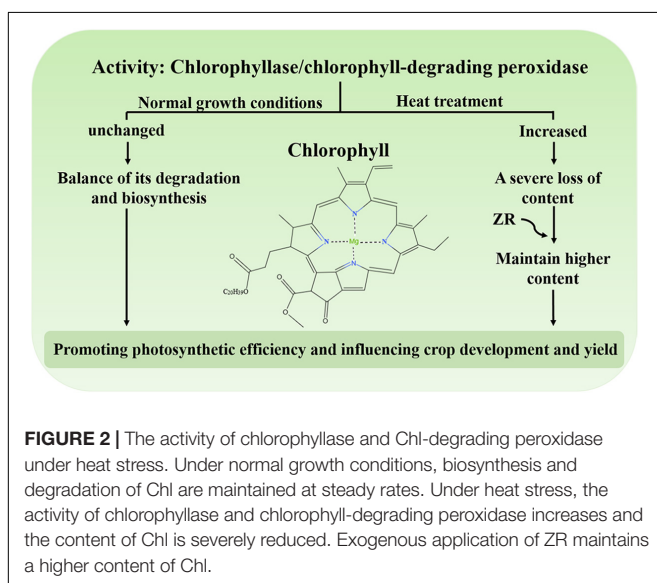 Activity: Chlorophyllase/chlorophyll-degrading peroxidase
Normal growth conditions
Heat treatment
unchanged
Increased
Chlorophyll
Balance of its degradation
and biosynthesis
A severe loss of
content
ZR
Maintain higher
content
N
N
Mg
N
N
O
C20H39O
O
O
O
Promoting photosynthetic efficiency and influencing crop development and yield
FIGURE 2 | The activity of chlorophyllase and Chl-degrading peroxidase
under heat stress. Under normal growth conditions, biosynthesis and
degradation of Chl are maintained at steady rates. Under heat stress, the
activity of chlorophyllase and chlorophyll-degrading peroxidase increases and
the content of Chl is severely reduced. Exogenous application of ZR maintains
a higher content of Chl.